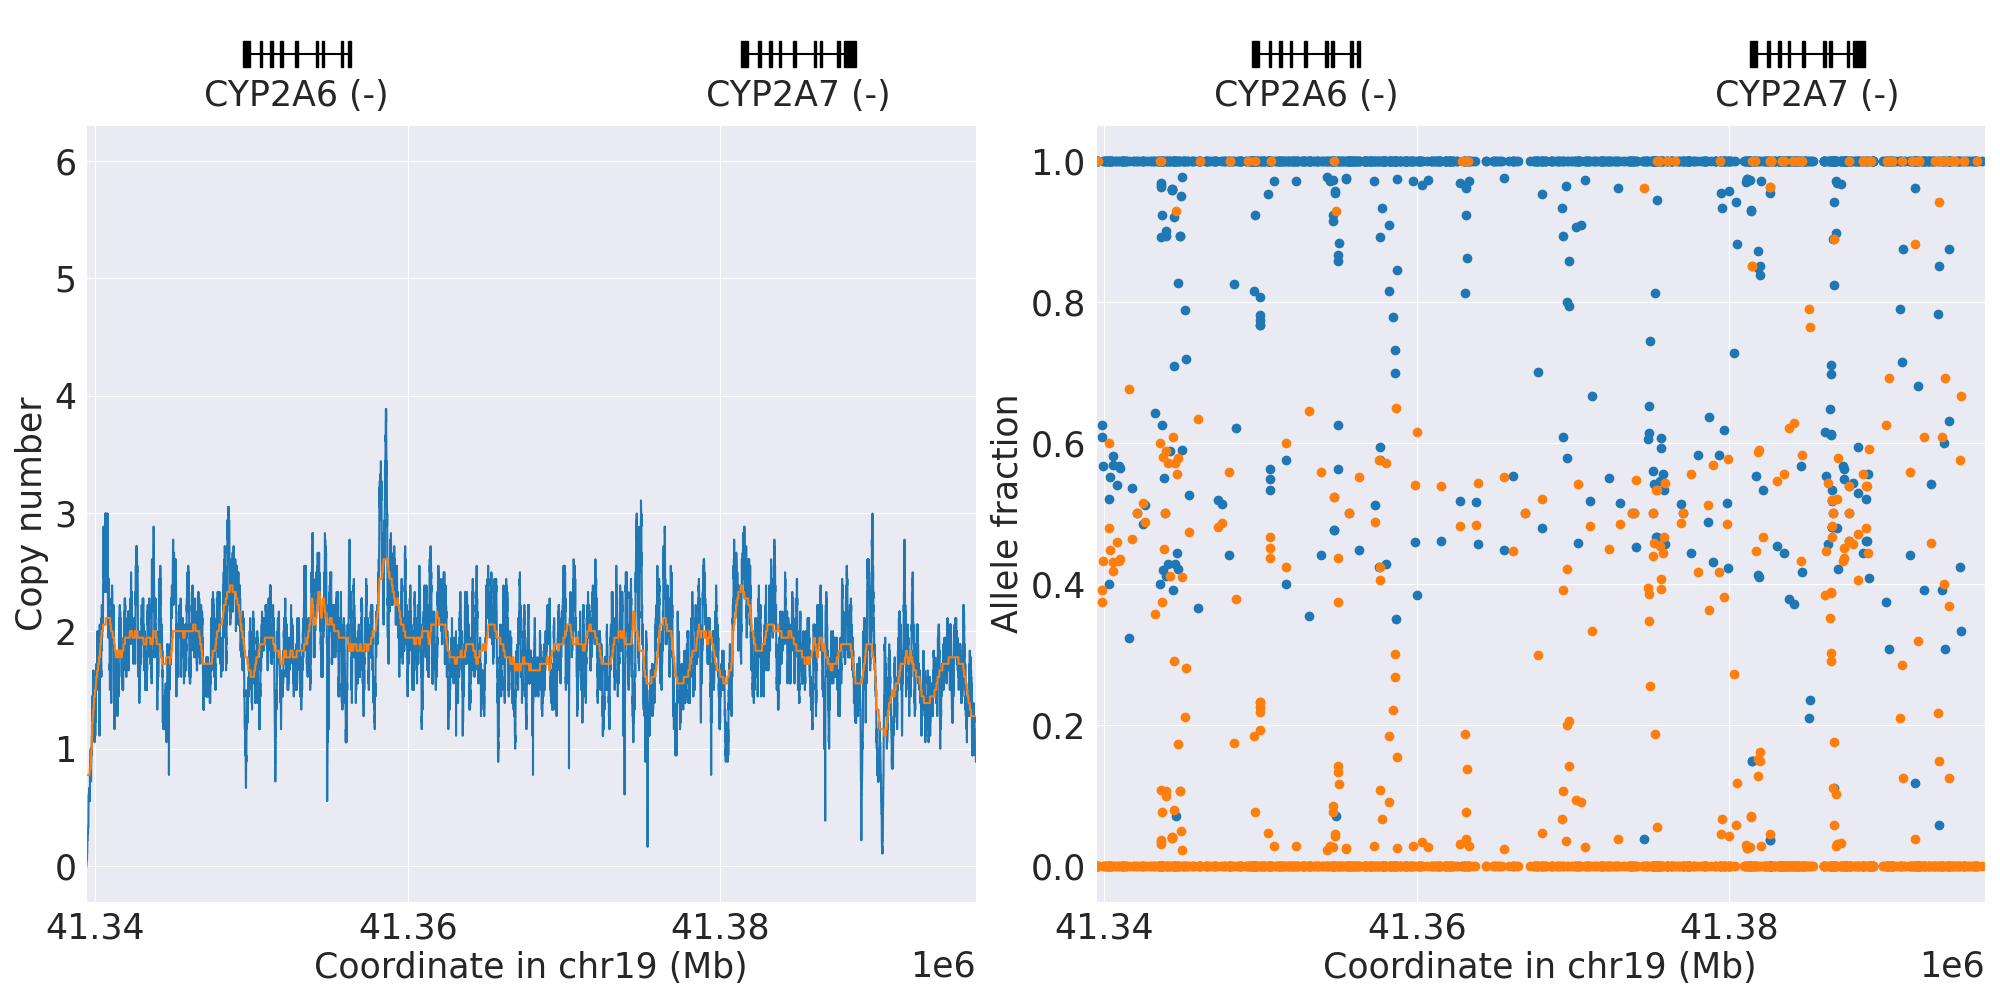 CYP2A6 (-)
CYP2A7 (-)
Copy number
6
5
4
3
2
1
0
41.34
41.36
41.38
Coordinate in chr19 (Mb)
1e6
CYP2A6 (-)
CYP2A7 (-)
Allele fraction
1.0
0.8
0.6
0.4
0.2
0.0
41.34
41.36
41.38
Coordinate in chr19 (Mb)
1e6